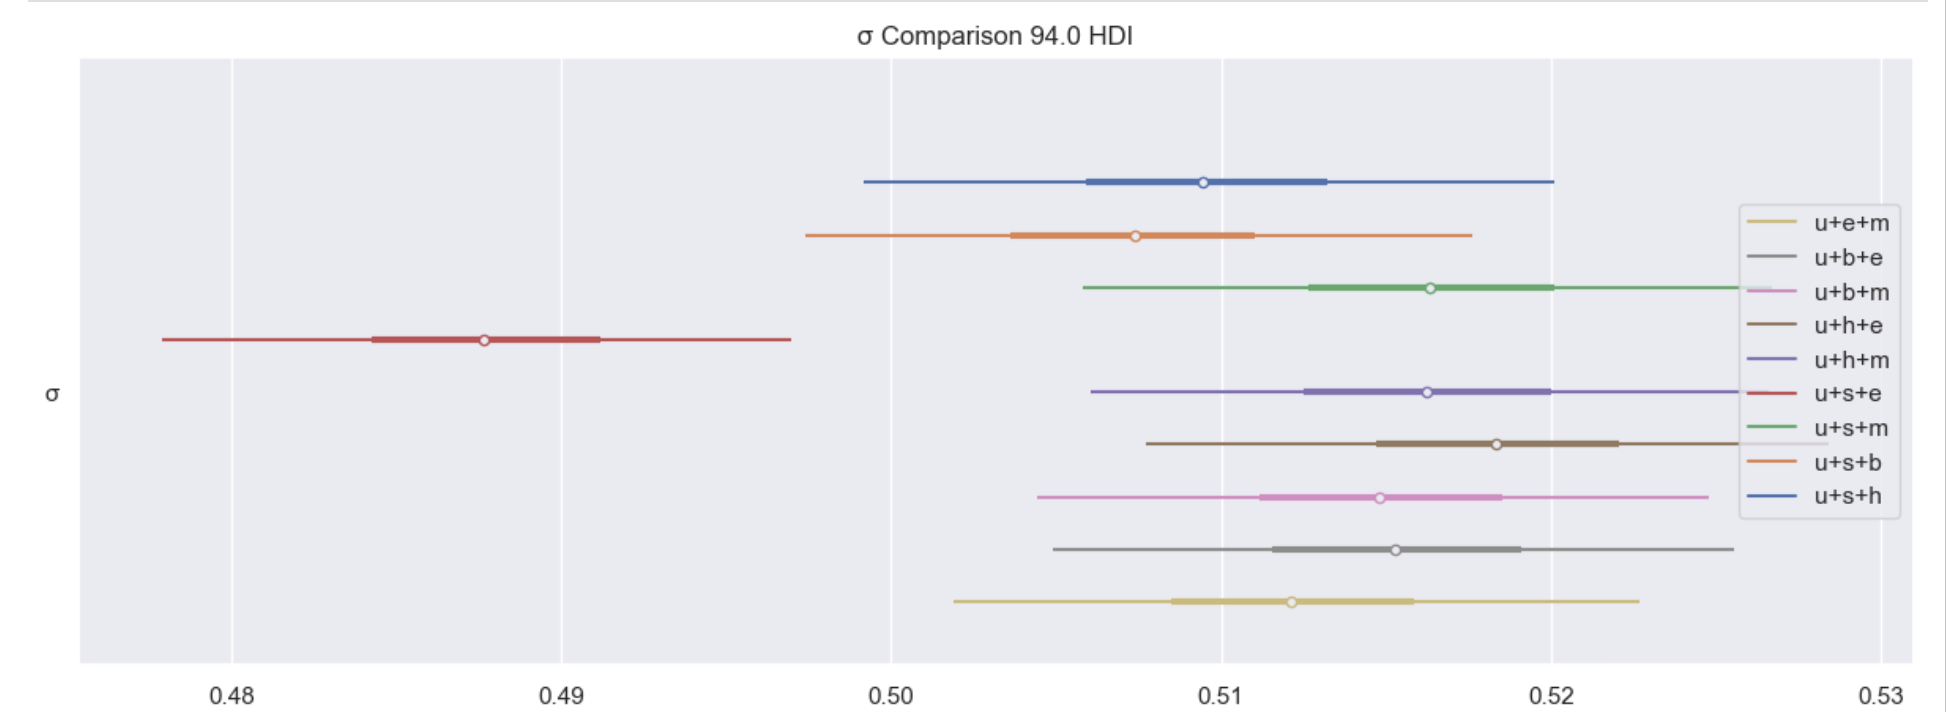 σ Comparison 94.0 HDI
u+e+m
u+b+e
u+b+m
u+h+e
u+h+m
u+s+e
u+s+m
u+s+b
u+s+h
σ
0.48 0.49 0.50 0.51 0.52 0.53